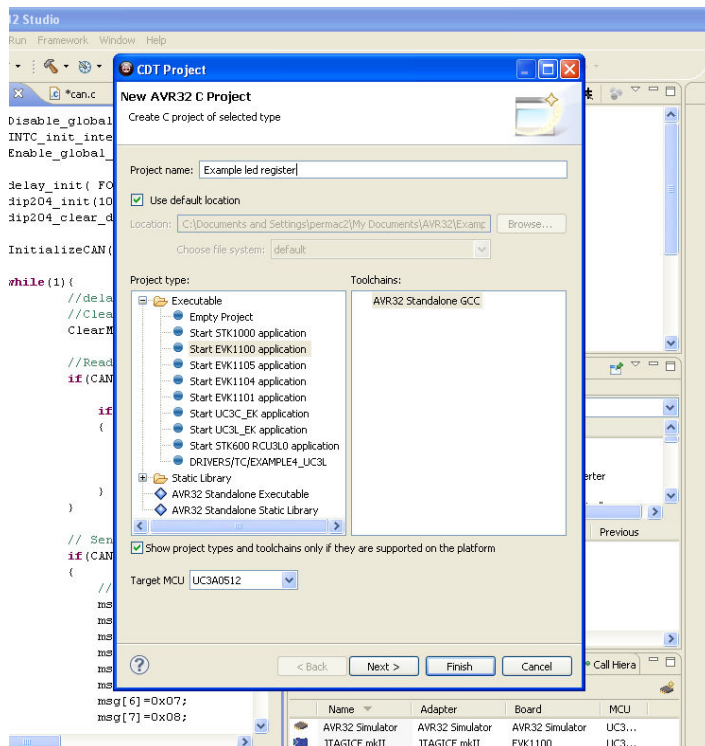 32 Studio
Run Framework Window Help
*can.c
Disable_global
INTC_init_inte
Enable_global_
delay_init( FO
dip204_init(10
dip204_clear_d
InitializeCAN(
while(1){
//dela
//Clea
ClearM
//Read
if(CAN
if
{
}
}
// Sen
if(CAN
{
//
ms
ms
ms
ms
ms
ms
msg[6]=0x07;
msg[7]=0x08;
CDT Project
New AVR32 C Project
Create C project of selected type
Project name: Example led register
Use default location
Location: C:\Documents and Settings\permac2\My Documents\AVR32\Examp Browse...
Choose file system: default
Project type: Toolchains:
Executable AVR32 Standalone GCC
Empty Project
Start STK1000 application
Start EVK1100 application
Start EVK1105 application
Start EVK1104 application
Start EVK1101 application
Start UC3C_EK application
Start UC3L_EK application
Start STK600 RCU3L0 application
DRIVERS/TC/EXAMPLE4_UC3L
Static Library
AVR32 Standalone Executable
AVR32 Standalone Static Library
Show project types and toolchains only if they are supported on the platform
Target MCU UC3A0512
? < Back Next > Finish Cancel
erter
Previous
Call Hiera
Name Adapter Board MCU
AVR32 Simulator AVR32 Simulator AVR32 Simulator UC3...
JTAGICE mkII JTAGICE mkII EVK1100 UC3...